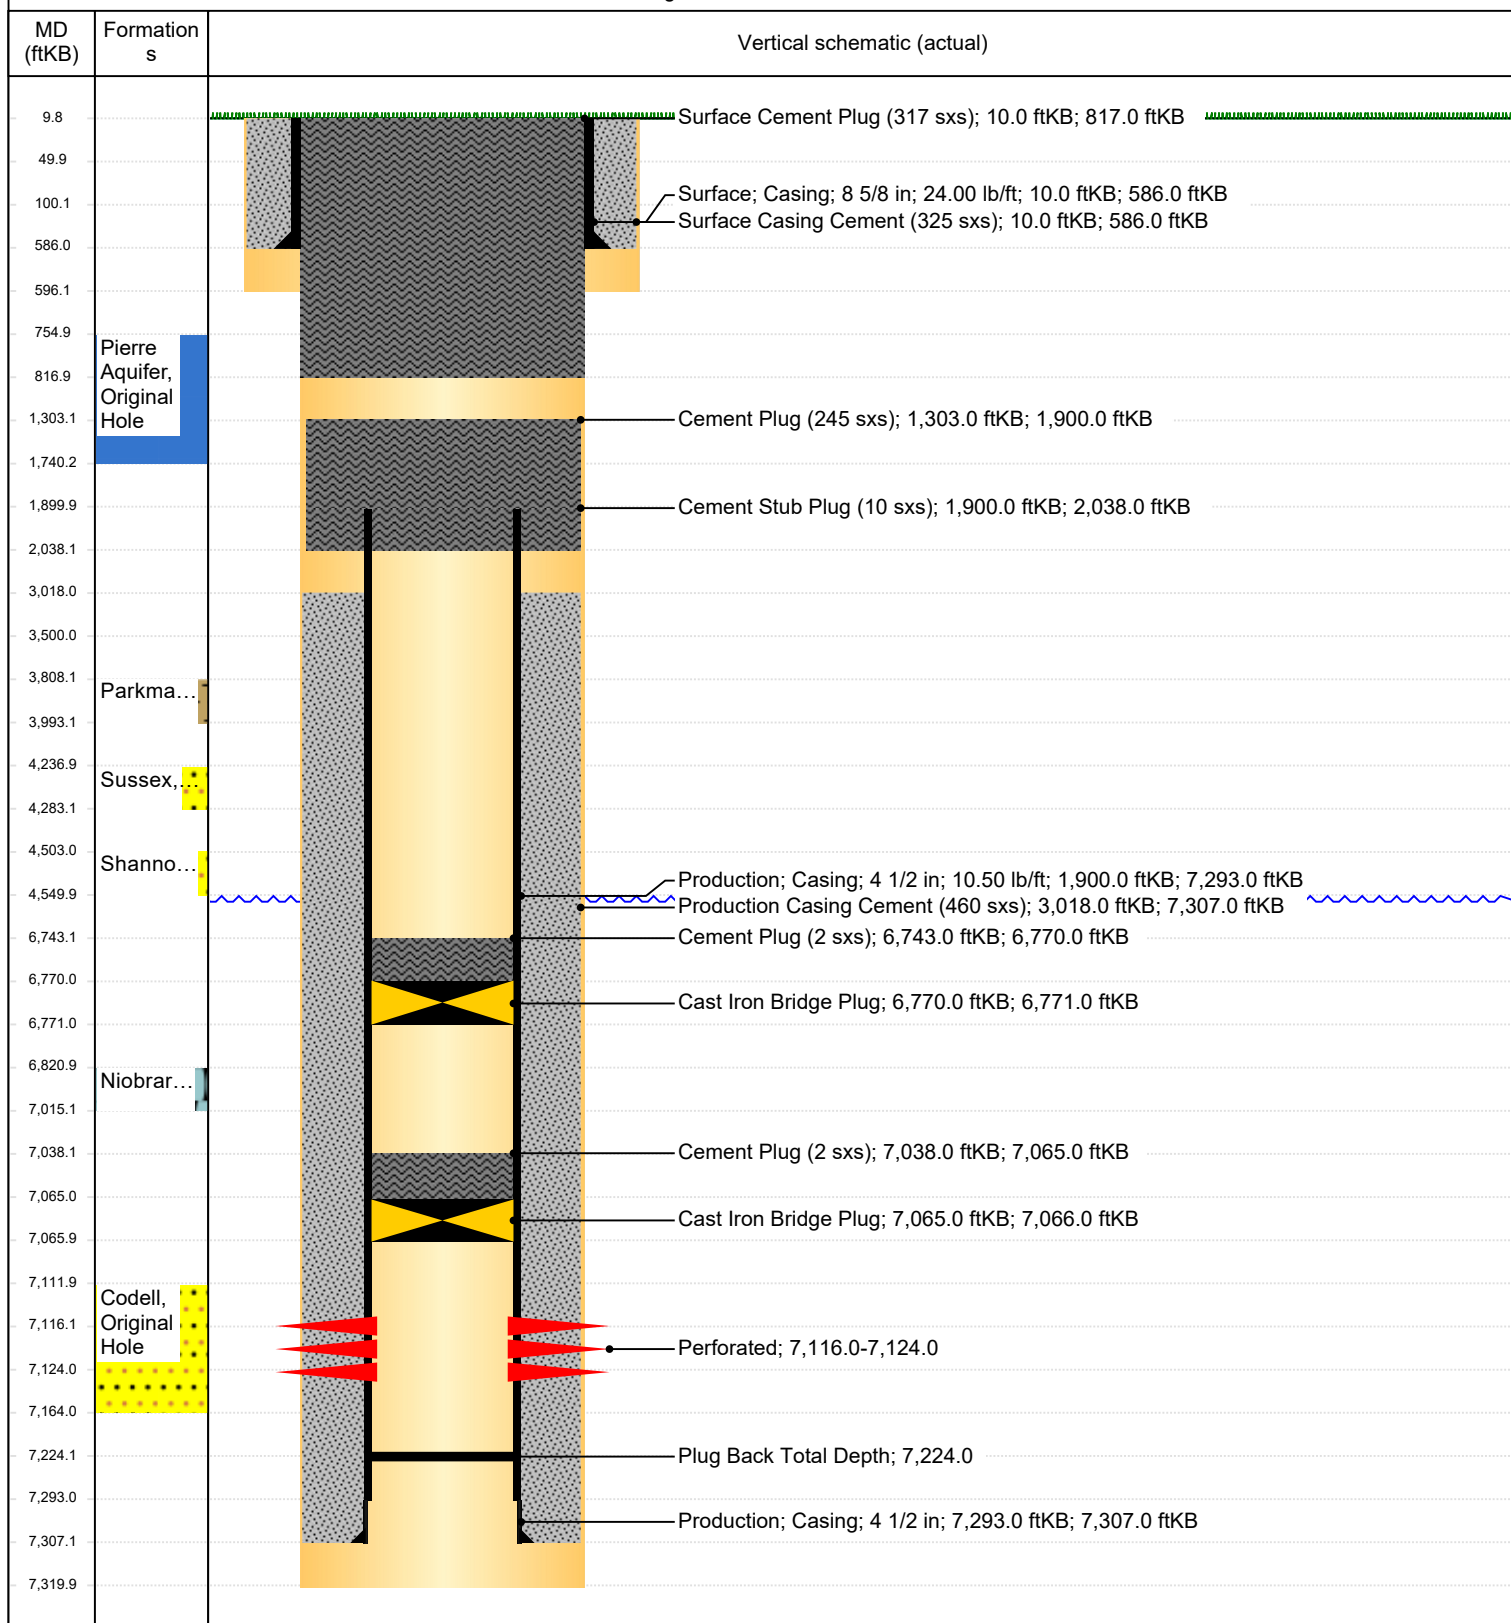 MD
(ftKB)
Formation
s
Vertical schematic (actual)
9.8
Surface Cement Plug (317 sxs); 10.0 ftKB; 817.0 ftKB
49.9
Surface; Casing; 8 5/8 in; 24.00 lb/ft; 10.0 ftKB; 586.0 ftKB
100.1
Surface Casing Cement (325 sxs); 10.0 ftKB; 586.0 ftKB
586.0
596.1
754.9
Pierre
Aquifer,
Original
Hole
816.9
1,303.1
Cement Plug (245 sxs); 1,303.0 ftKB; 1,900.0 ftKB
1,740.2
1,899.9
Cement Stub Plug (10 sxs); 1,900.0 ftKB; 2,038.0 ftKB
2,038.1
3,018.0
3,500.0
3,808.1
Parkma…
3,993.1
4,236.9
Sussex,…
4,283.1
4,503.0
Shanno…
Production; Casing; 4 1/2 in; 10.50 lb/ft; 1,900.0 ftKB; 7,293.0 ftKB
4,549.9
Production Casing Cement (460 sxs); 3,018.0 ftKB; 7,307.0 ftKB
6,743.1
Cement Plug (2 sxs); 6,743.0 ftKB; 6,770.0 ftKB
6,770.0
Cast Iron Bridge Plug; 6,770.0 ftKB; 6,771.0 ftKB
6,771.0
6,820.9
Niobrar…
7,015.1
7,038.1
Cement Plug (2 sxs); 7,038.0 ftKB; 7,065.0 ftKB
7,065.0
Cast Iron Bridge Plug; 7,065.0 ftKB; 7,066.0 ftKB
7,065.9
7,111.9
Codell,
Original
Hole
7,116.1
Perforated; 7,116.0-7,124.0
7,124.0
7,164.0
7,224.1
Plug Back Total Depth; 7,224.0
7,293.0
Production; Casing; 4 1/2 in; 7,293.0 ftKB; 7,307.0 ftKB
7,307.1
7,319.9